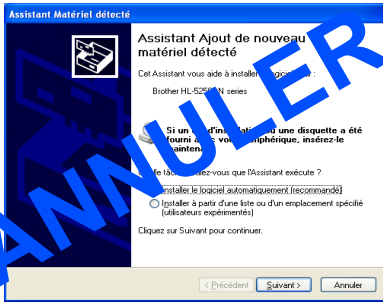 Assistant Matériel détecté
Assistant Ajout de nouveau
matériel détecté
Cet Assistant vous aide à installer
Brother HL- series
Si un une disquette a été
fourni insérez-le
que l'Assistant exécute ?
Installer le logiciel automatiquement (recommandé)
Installer à partir d'une liste ou d'un emplacement spécifié
(utilisateurs expérimentés)
Cliquez sur Suivant pour continuer.
< Précédent
Suivant >
Annuler
ANNULER